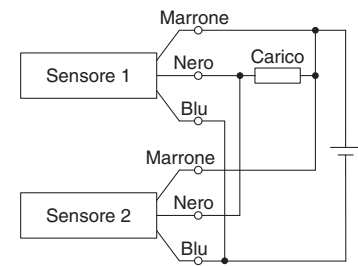 Marrone
Nero
Carico
Sensore 1
Blu
Marrone
Nero
Sensore 2
Blu